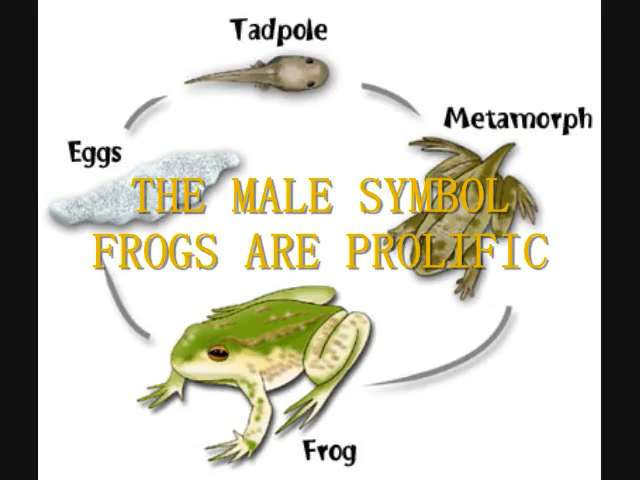 Tadpole
Metamorph
Eggs
THE MALE SYMBOL
FROGS ARE PROLIFIC
Frog